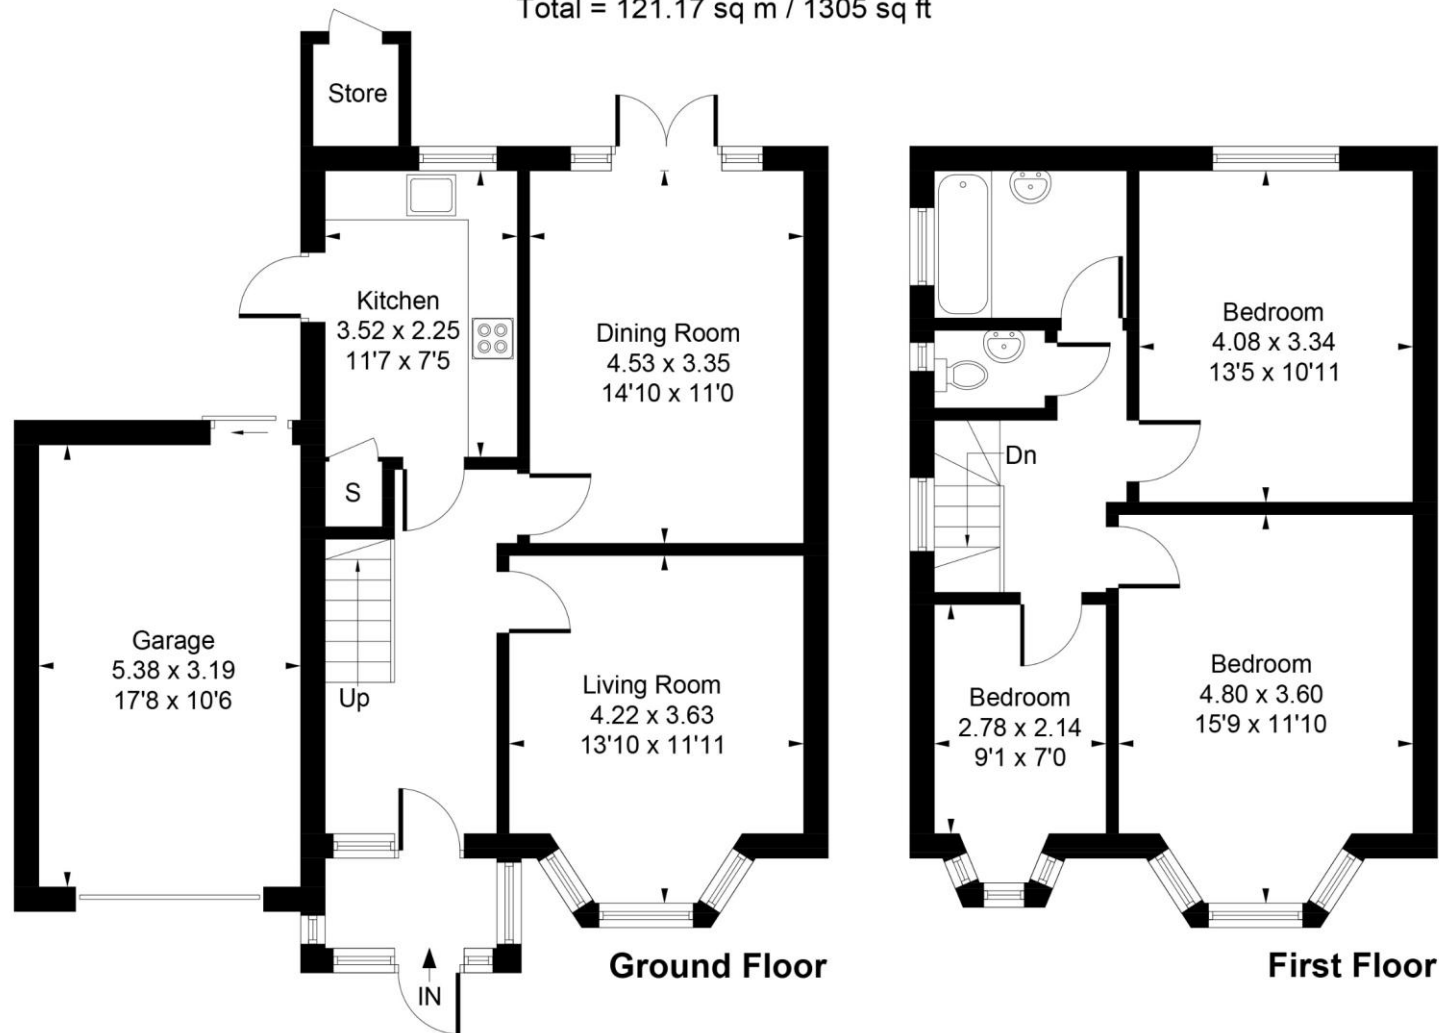 Total = 121.17 sq m / 1305 sq ft
Store
Kitchen
3.52 x 2.25
11'7 x 7'5
Dining Room
4.53 x 3.35
14'10 x 11'0
S
Garage
5.38 x 3.19
17'8 x 10'6
Up
Living Room
4.22 x 3.63
13'10 x 11'11
IN
Ground Floor
Bedroom
4.08 x 3.34
13'5 x 10'11
Dn
Bedroom
4.80 x 3.60
15'9 x 11'10
Bedroom
2.78 x 2.14
9'1 x 7'0
First Floor